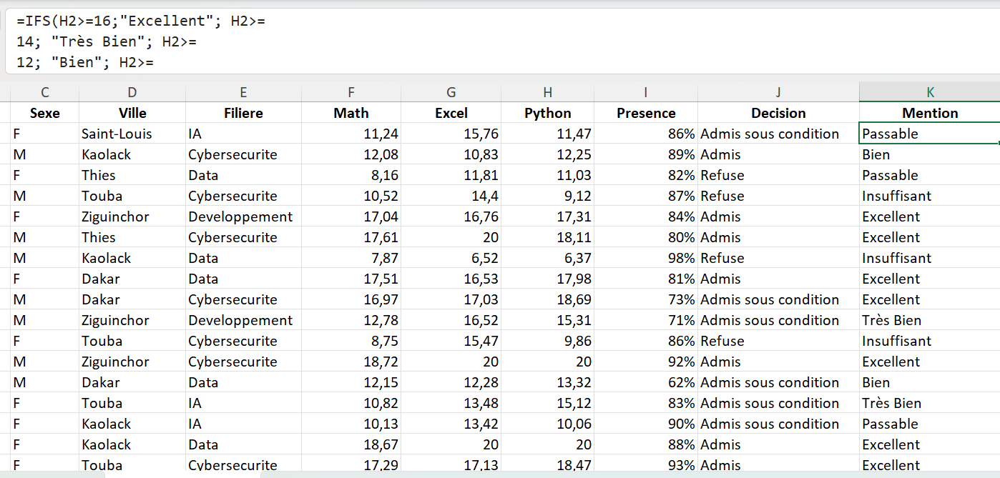 =IFS(H2>=16;"Excellent"; H2>=
14; "Très Bien"; H2>=
12; "Bien"; H2>=
C D E F G H I J K
Sexe Ville Filiere Math Excel Python Presence Decision Mention
F Saint-Louis IA 11,24 15,76 11,47 86% Admis sous condition Passable
M Kaolack Cybersecurite 12,08 10,83 12,25 89% Admis Bien
F Thies Data 8,16 11,81 11,03 82% Refuse Passable
M Touba Cybersecurite 10,52 14,4 9,12 87% Refuse Insuffisant
F Ziguinchor Developpement 17,04 16,76 17,31 84% Admis Excellent
M Thies Cybersecurite 17,61 20 18,11 80% Admis Excellent
M Kaolack Data 7,87 6,52 6,37 98% Refuse Insuffisant
F Dakar Data 17,51 16,53 17,98 81% Admis Excellent
M Dakar Cybersecurite 16,97 17,03 18,69 73% Admis sous condition Excellent
M Ziguinchor Developpement 12,78 16,52 15,31 71% Admis sous condition Très Bien
F Touba Cybersecurite 8,75 15,47 9,86 86% Refuse Insuffisant
M Ziguinchor Cybersecurite 18,72 20 20 92% Admis Excellent
M Dakar Data 12,15 12,28 13,32 62% Admis sous condition Bien
F Touba IA 10,82 13,48 15,12 83% Admis sous condition Très Bien
F Kaolack IA 10,13 13,42 10,06 90% Admis sous condition Passable
F Kaolack Data 18,67 20 20 88% Admis Excellent
F Touba Cybersecurite 17,29 17,13 18,47 93% Admis Excellent